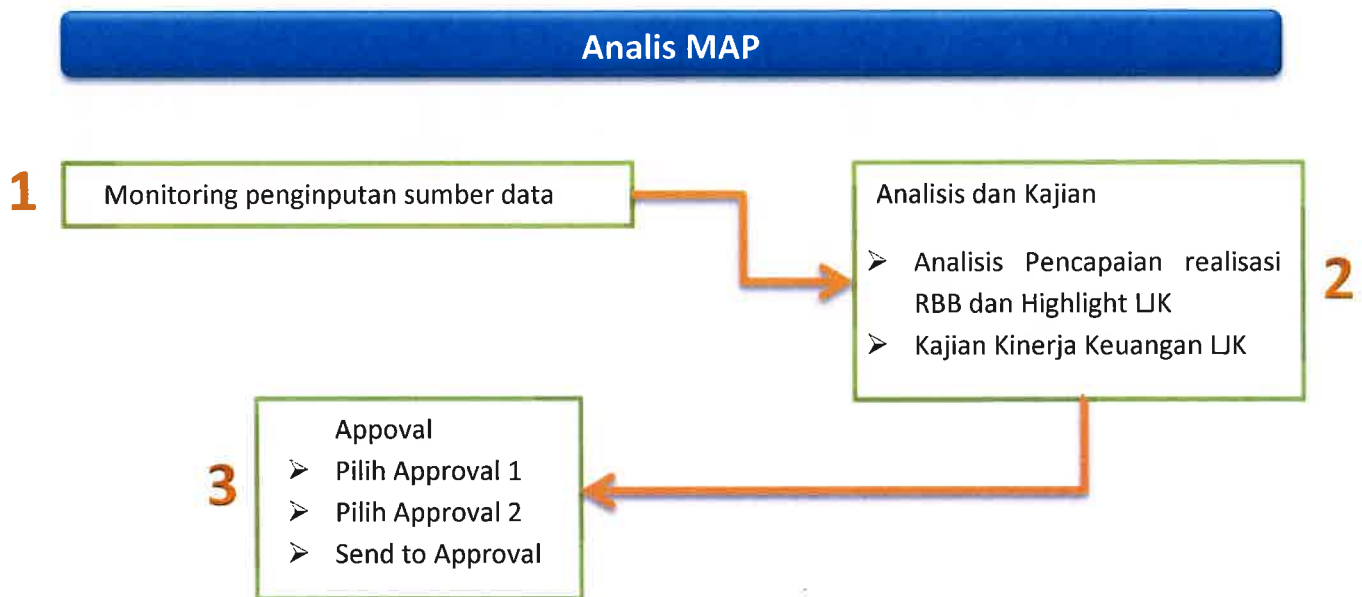 Analis MAP
1
Monitoring penginputan sumber data
Analisis dan Kajian
➢ Analisis Pencapaian realisasi
RBB dan Highlight LJK
➢ Kajian Kinerja Keuangan LJK
2
3
Appoval
➢ Pilih Approval 1
➢ Pilih Approval 2
➢ Send to Approval